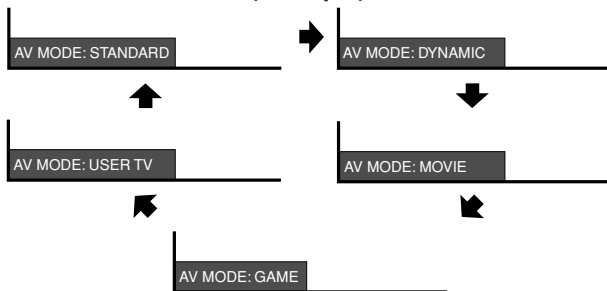 AV MODE: STANDARD
AV MODE: DYNAMIC
AV MODE: USER TV
AV MODE: MOVIE
AV MODE: GAME